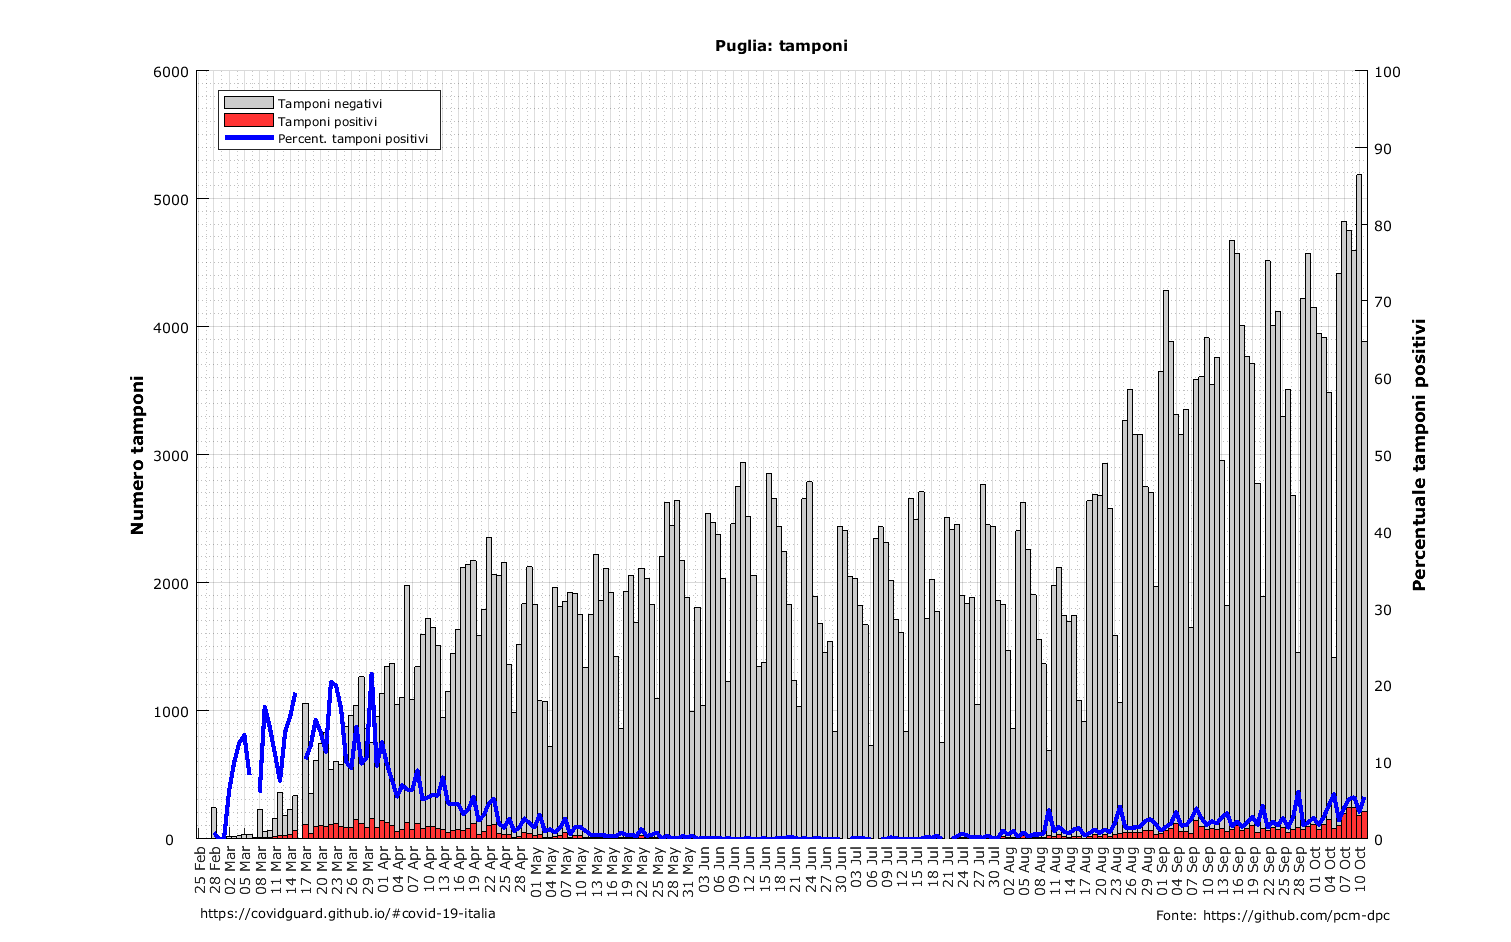 Puglia: tamponi
Tamponi negativi
Tamponi positivi
Percent. tamponi positivi
Numero tamponi
6000
5000
4000
3000
2000
1000
0
Percentuale tamponi positivi
100
90
80
70
60
50
40
30
20
10
0
25 Feb
28 Feb
02 Mar
05 Mar
08 Mar
11 Mar
14 Mar
17 Mar
20 Mar
23 Mar
26 Mar
29 Mar
01 Apr
04 Apr
07 Apr
10 Apr
13 Apr
16 Apr
19 Apr
22 Apr
25 Apr
28 Apr
01 May
04 May
07 May
10 May
13 May
16 May
19 May
22 May
25 May
28 May
31 May
03 Jun
06 Jun
09 Jun
12 Jun
15 Jun
18 Jun
21 Jun
24 Jun
27 Jun
30 Jun
03 Jul
06 Jul
09 Jul
12 Jul
15 Jul
18 Jul
21 Jul
24 Jul
27 Jul
30 Jul
02 Aug
05 Aug
08 Aug
11 Aug
14 Aug
17 Aug
20 Aug
23 Aug
26 Aug
29 Aug
01 Sep
04 Sep
07 Sep
10 Sep
13 Sep
16 Sep
19 Sep
22 Sep
25 Sep
28 Sep
01 Oct
04 Oct
07 Oct
10 Oct
https://covidguard.github.io/#covid-19-italia
Fonte: https://github.com/pcm-dpc